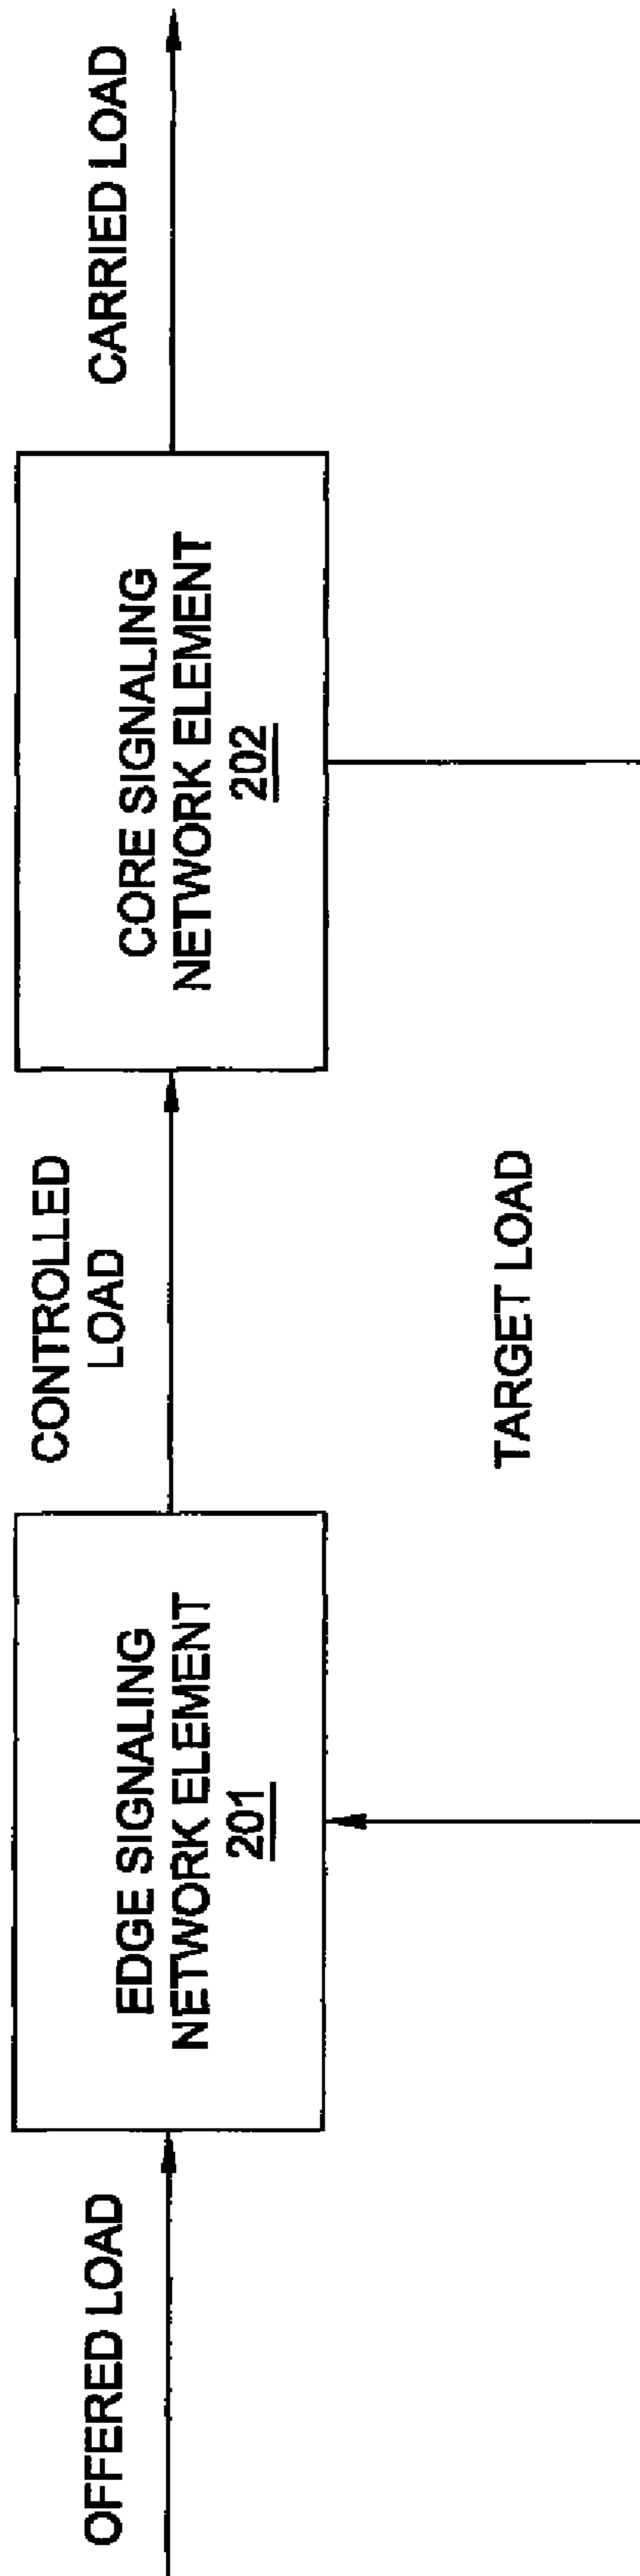 OFFERED LOAD
EDGE SIGNALING
NETWORK ELEMENT
201
CONTROLLED
LOAD
CORE SIGNALING
NETWORK ELEMENT
202
CARRIED LOAD
TARGET LOAD